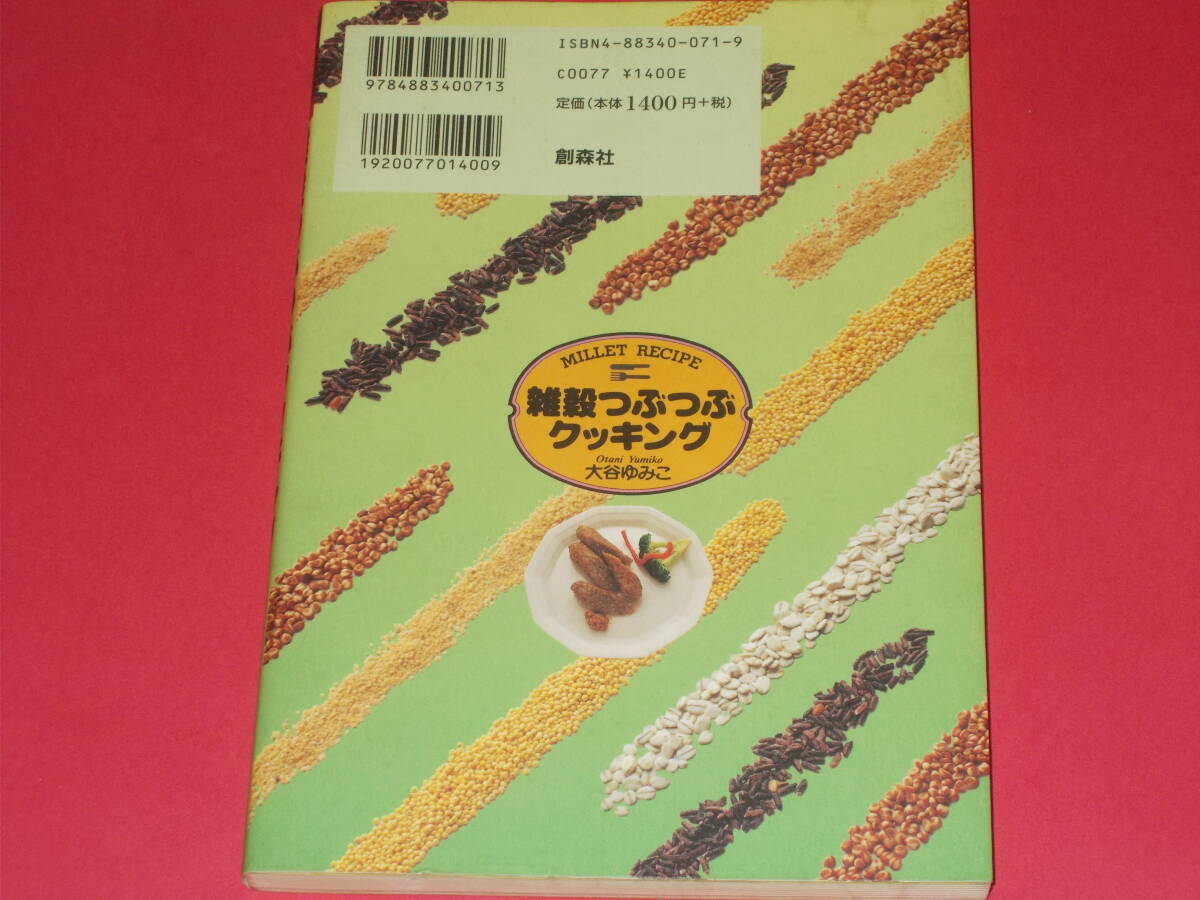 ISBN4-88340-071-9
9784883400713
C0077 ¥1400E
定価(本体1400円+税)
1920077014009
創森社
MILLET RECIPE
雑穀つぶつぶ
クッキング
Otani Yumiko
大谷ゆみこ